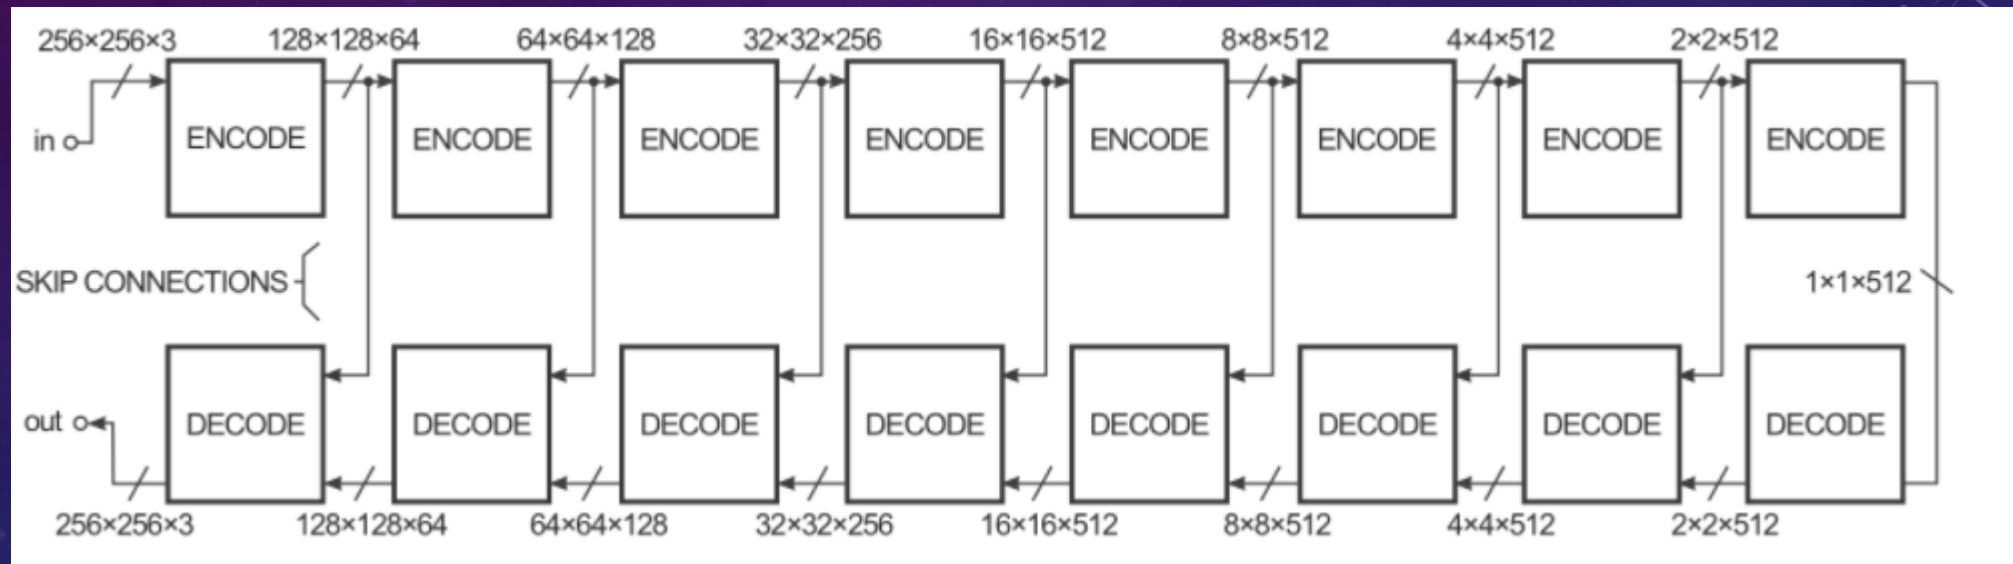 256×256×3 128×128×64 64×64×128 32×32×256 16×16×512 8×8×512 4×4×512 2×2×512
in ENCODE ENCODE ENCODE ENCODE ENCODE ENCODE ENCODE ENCODE
SKIP CONNECTIONS 1×1×512
out DECODE DECODE DECODE DECODE DECODE DECODE DECODE DECODE
256×256×3 128×128×64 64×64×128 32×32×256 16×16×512 8×8×512 4×4×512 2×2×512